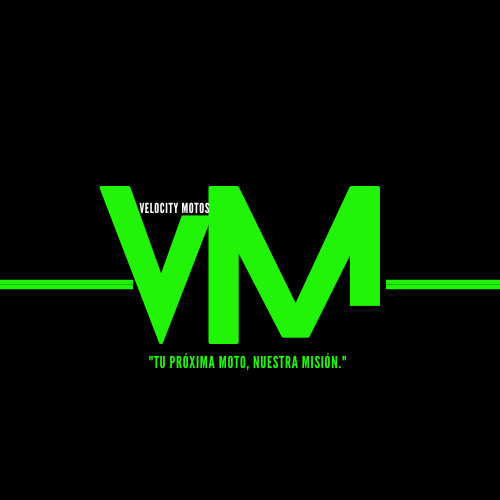 VELOCITY MOTOS
VM
"TU PRÓXIMA MOTO, NUESTRA MISIÓN."